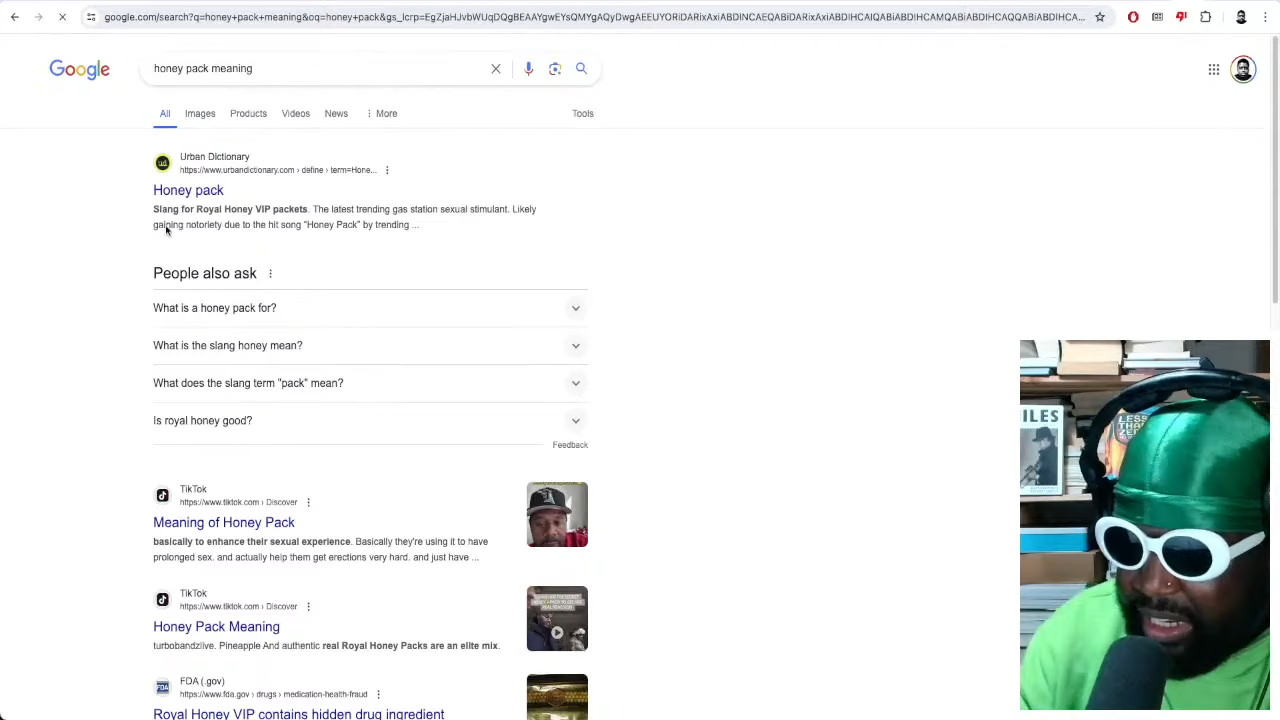 google.com/search?q=honey+pack+meaning&oq=honey+pack&gs_lcrp=EgZjaHJvbWUqDQgBEAAYgwEYsQMYgAQyDwgAEEUYORiDARixAxiABDINCAEQABiDARixAxiABDIHCAIQABiABDIHCAMQABiABDIHCAQQABiABDIHCA...
Google
honey pack meaning
All Images Products Videos News More Tools
ud
Urban Dictionary
https://www.urbandictionary.com › define › term=Hone...
Honey pack
Slang for Royal Honey VIP packets. The latest trending gas station sexual stimulant. Likely
gaining notoriety due to the hit song "Honey Pack" by trending ...
People also ask
What is a honey pack for?
What is the slang honey mean?
What does the slang term "pack" mean?
Is royal honey good?
Feedback
TikTok
https://www.tiktok.com › Discover
Meaning of Honey Pack
basically to enhance their sexual experience. Basically they're using it to have
prolonged sex. and actually help them get erections very hard. and just have ...
TikTok
https://www.tiktok.com › Discover
Honey Pack Meaning
turbobandzlive. Pineapple And authentic real Royal Honey Packs are an elite mix.
FDA
FDA (.gov)
https://www.fda.gov › drugs › medication-health-fraud
Royal Honey VIP contains hidden drug ingredient
ILES
LESS
THAN
ZERO